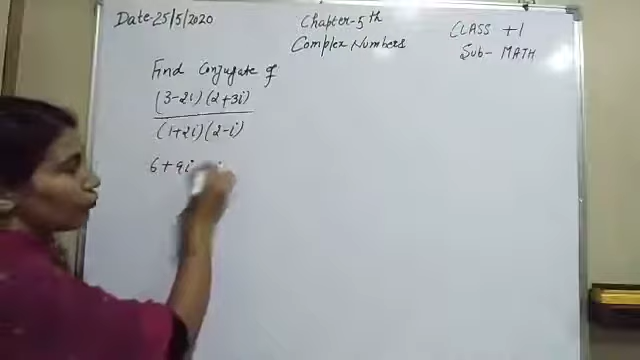 Date-25/5/2020
Chapter-5th
Complex Numbers
CLASS +1
Sub- MATH
Find Conjugate of
(3-2i)(2+3i)
(1+2i)(2-i)
6+9i